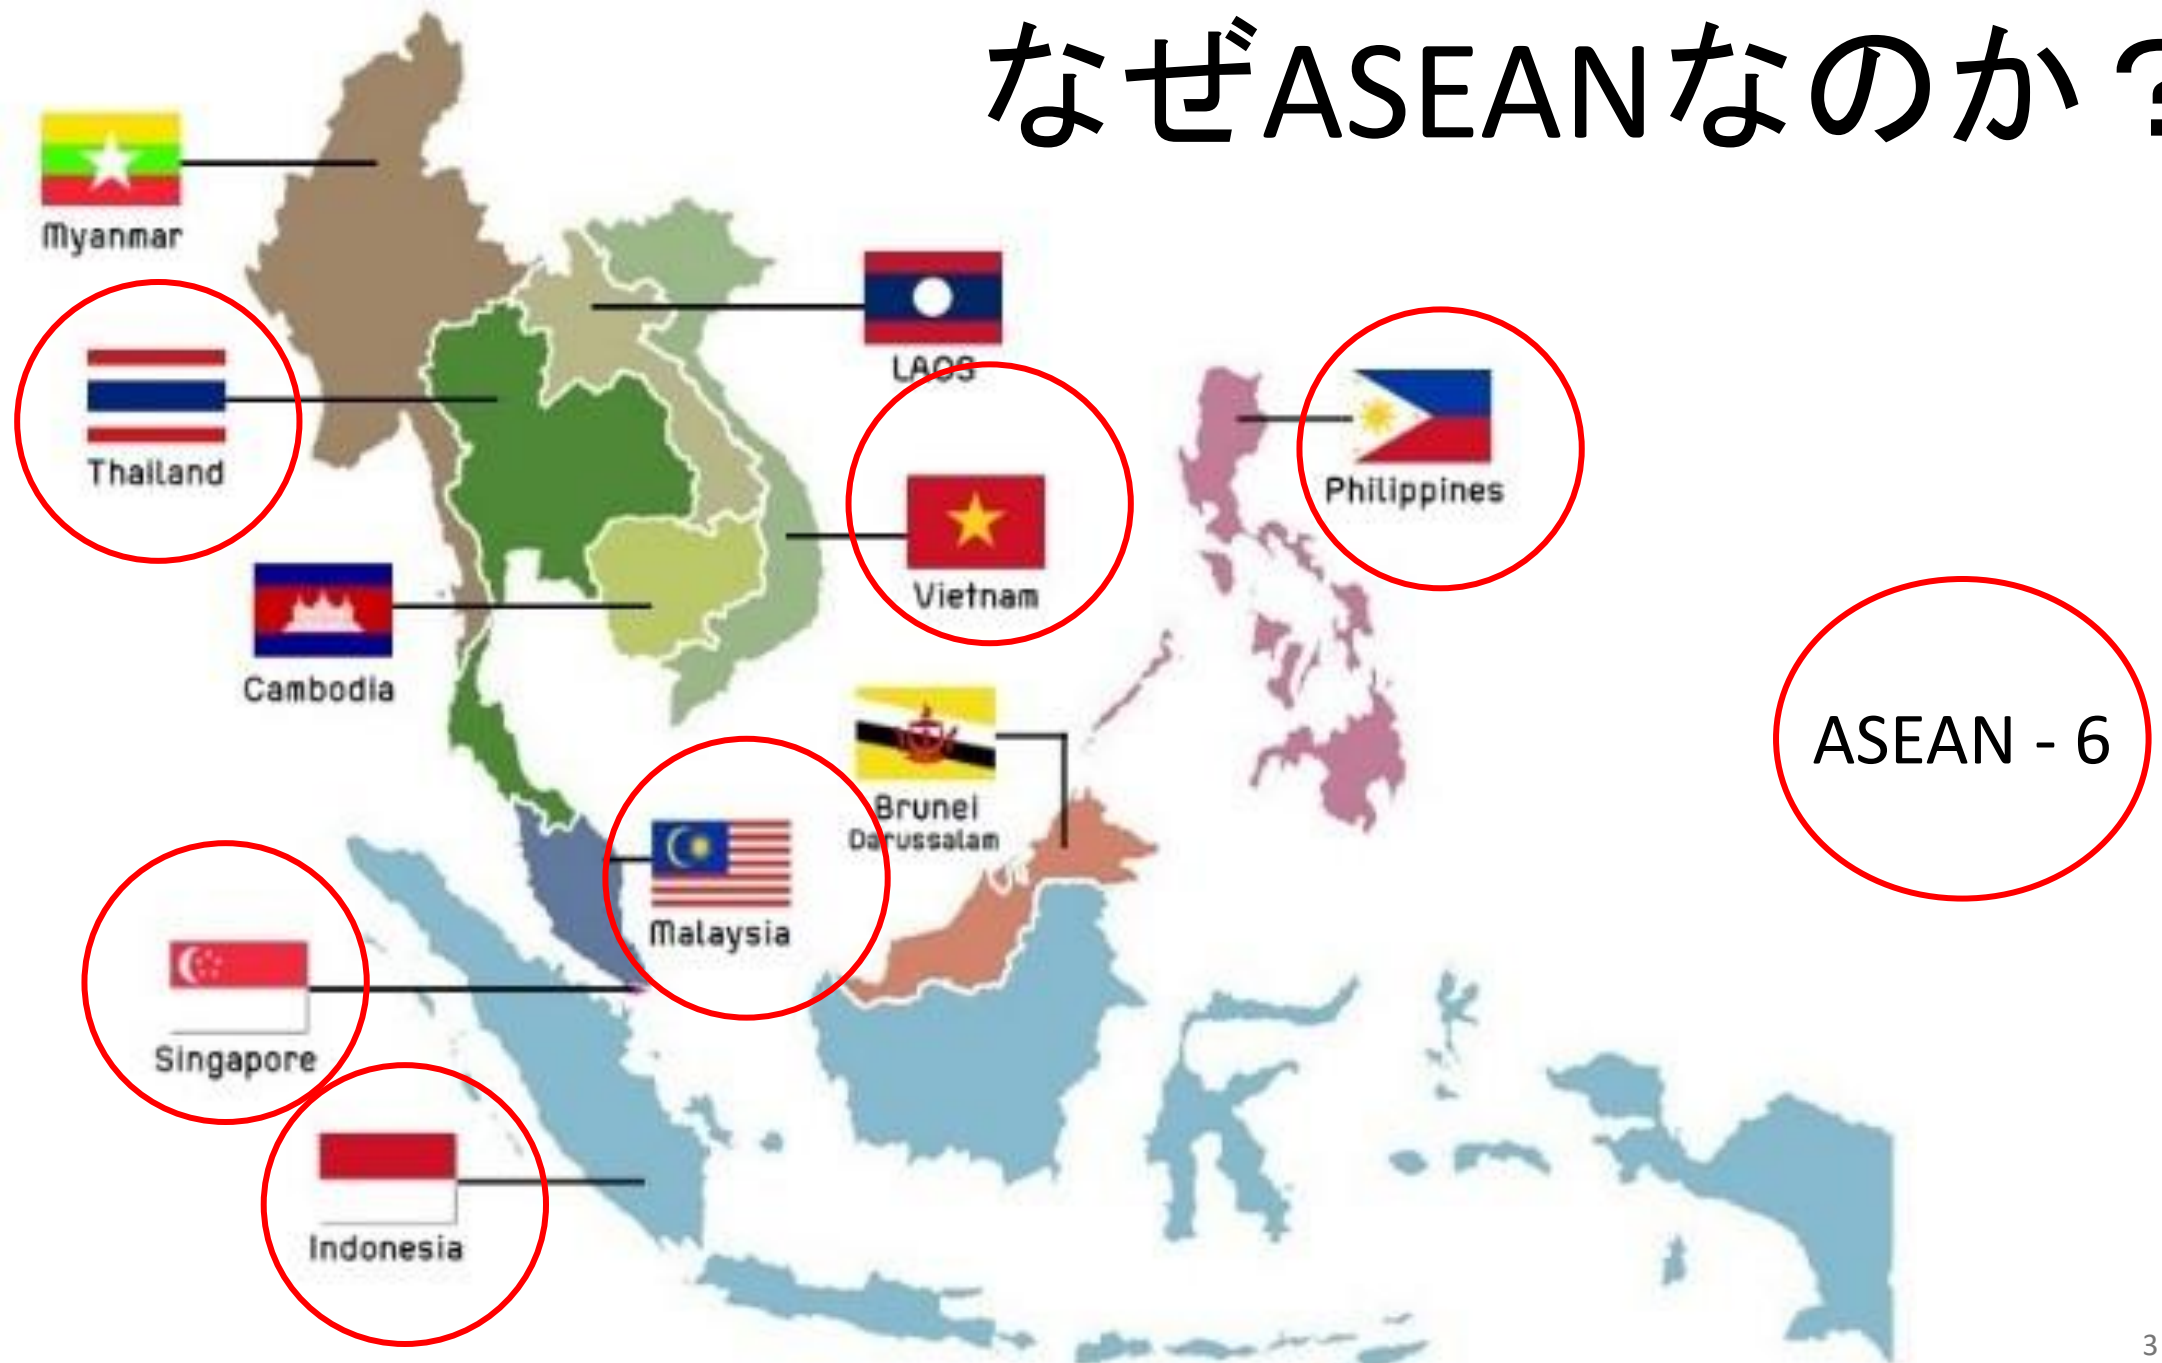 なぜASEANなのか？
Myanmar
LAOS
Thailand
Philippines
Vietnam
Cambodia
ASEAN - 6
Brunei
Darussalam
Malaysia
Singapore
Indonesia
3